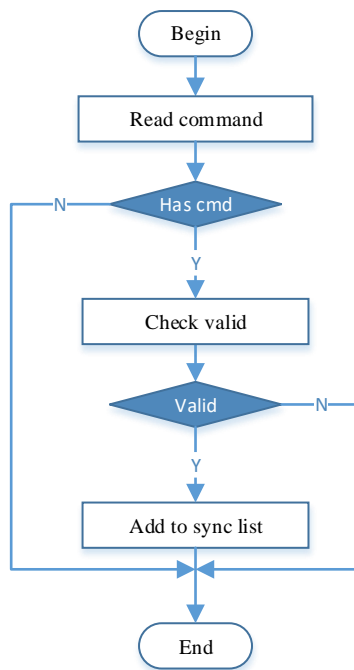 Begin
Read command
Has cmd
N
Y
Check valid
Valid
N
Y
Add to sync list
End